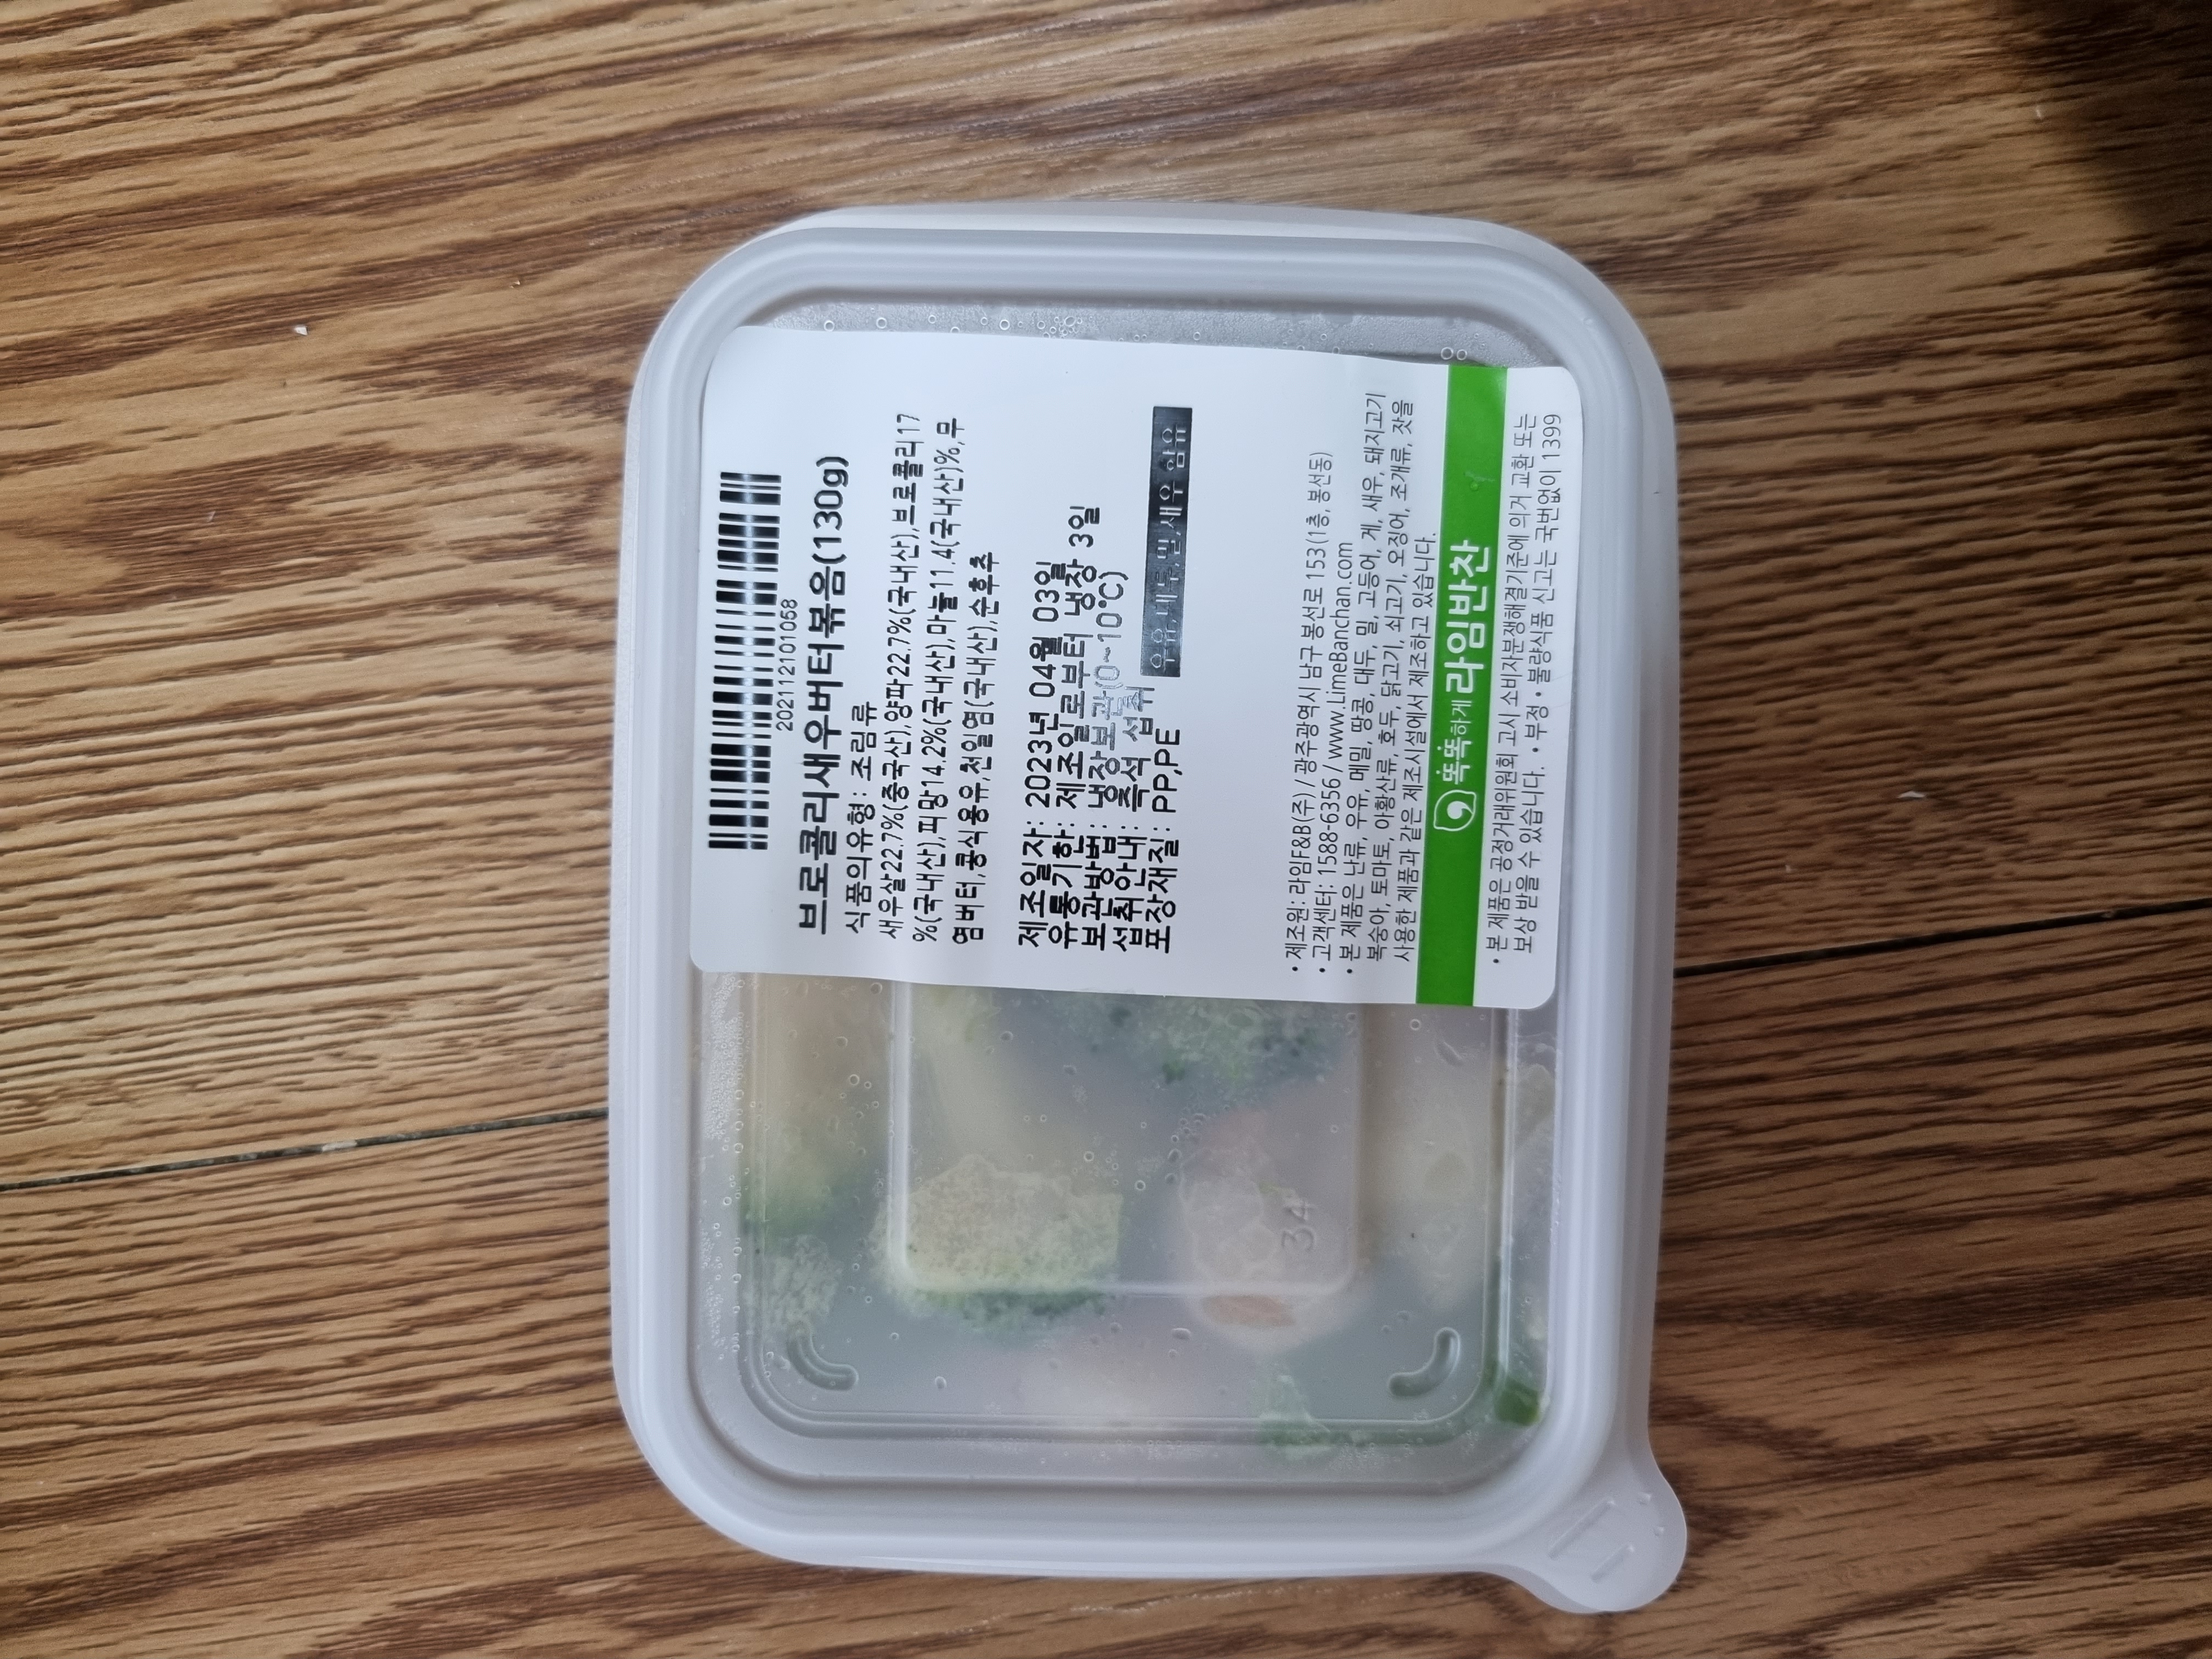 202112101058
브로콜리새우버터볶음(130g)
식품의유형: 조림류
새우살22.7%(중국산),양파22.7%(국내산),브로콜리17
%(국내산),피망14.2%(국내산),마늘11.4(국내산)%,무
염버터,콩식용유,천일염(국내산),순후추
제조일자: 2023년 04월 03일
유통기한: 제조일로부터 냉장 3일
보관방법: 냉장보관(0~10℃)
섭취안내: 즉석 섭취
포장재질: PP,PE
우유,대두,밀,새우 함유
• 제조원: 라임F&B(주) / 광주광역시 남구 봉선로 153(1층, 봉선동)
• 고객센터: 1588-6356 / www.LimeBanchan.com
• 본 제품은 난류, 우유, 메밀, 땅콩, 대두, 밀, 고등어, 게, 새우, 돼지고기
복숭아, 토마토, 아황산류, 호두, 닭고기, 쇠고기, 오징어, 조개류, 잣을
사용한 제품과 같은 제조시설에서 제조하고 있습니다.
똑똑하게 라임반찬
• 본 제품은 공정거래위원회 고시 소비자분쟁해결기준에 의거 교환 또는
보상 받을 수 있습니다. • 부정 • 불량식품 신고는 국번없이 1399
34